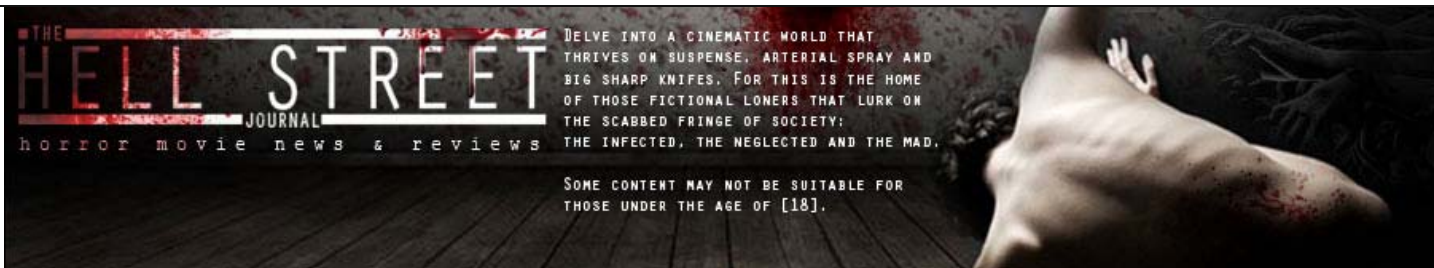 THE
HELL STREET
JOURNAL
horror movie news & reviews
DELVE INTO A CINEMATIC WORLD THAT
THRIVES ON SUSPENSE, ARTERIAL SPRAY AND
BIG SHARP KNIFES. FOR THIS IS THE HOME
OF THOSE FICTIONAL LONERS THAT LURK ON
THE SCABBED FRINGE OF SOCIETY:
THE INFECTED, THE NEGLECTED AND THE MAD.
SOME CONTENT MAY NOT BE SUITABLE FOR
THOSE UNDER THE AGE OF [18].